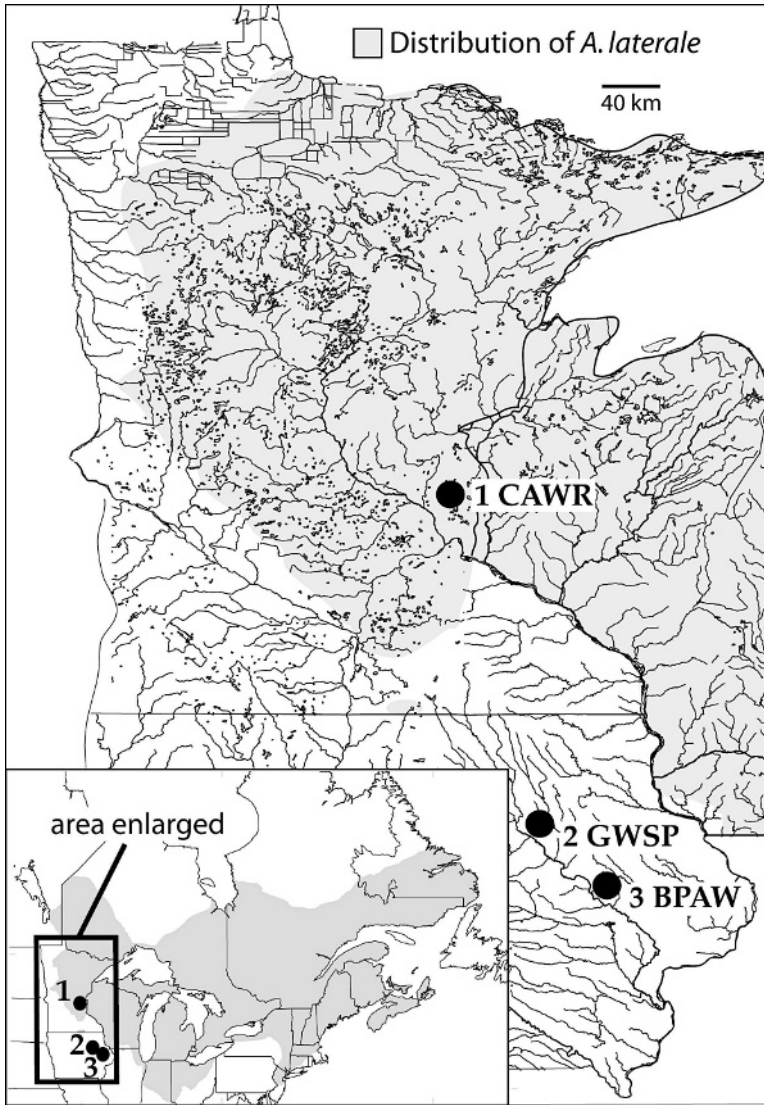 Distribution of A. laterale
40 km
1 CAWR
2 GWSP
3 BPAW
area enlarged
1
2
3